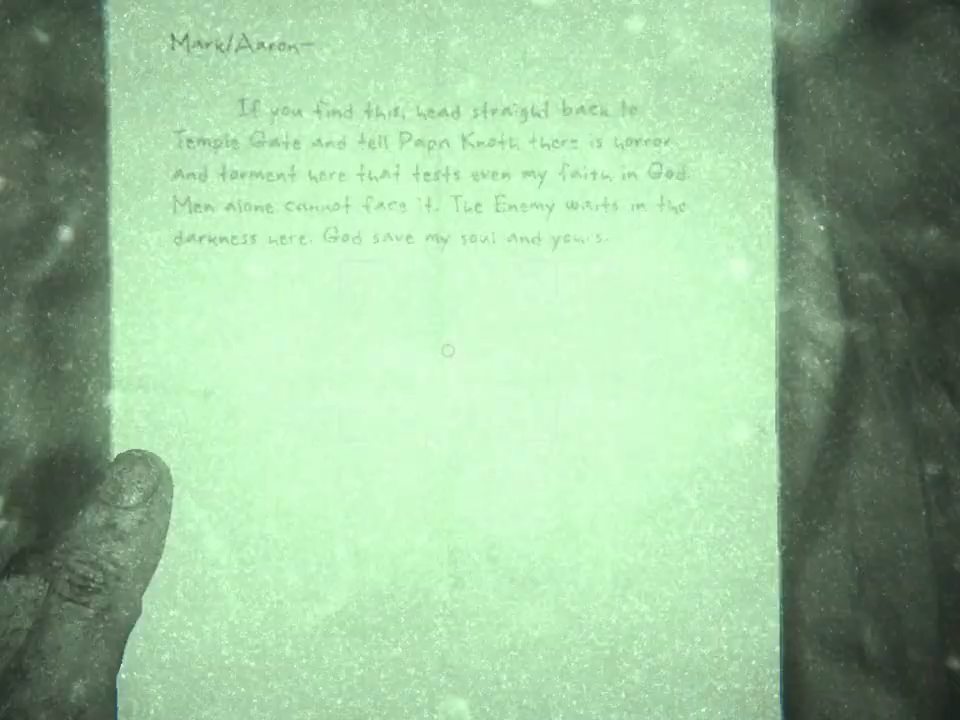 Mark/Aaron-
If you find this, head straight back to
Temple Gate and tell Papa Knoth there is horror
and torment here that tests even my faith in God.
Men alone cannot face it. The Enemy waits in the
darkness here. God save my soul and yours.